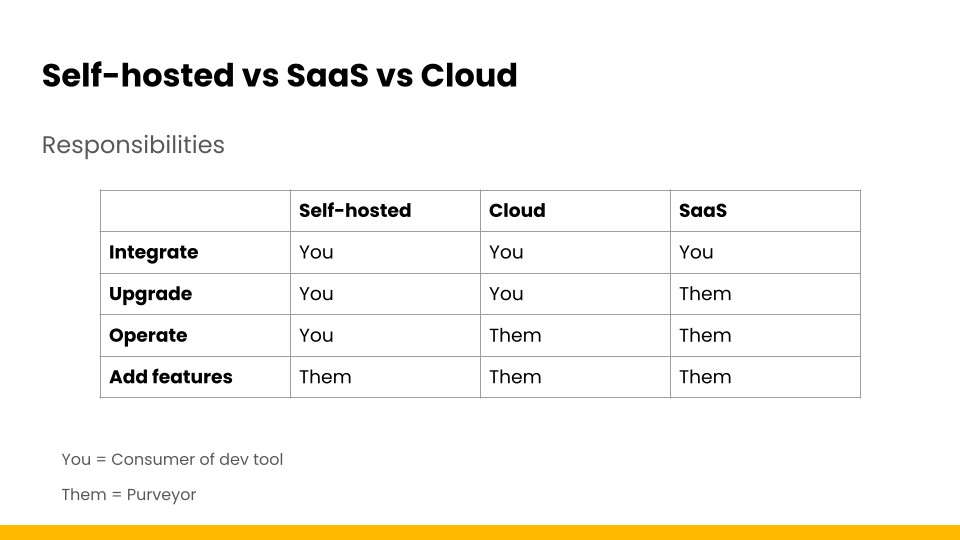 Self-hosted vs SaaS vs Cloud
Responsibilities
Self-hosted Cloud SaaS
Integrate You You You
Upgrade You You Them
Operate You Them Them
Add features Them Them Them
You = Consumer of dev tool
Them = Purveyor